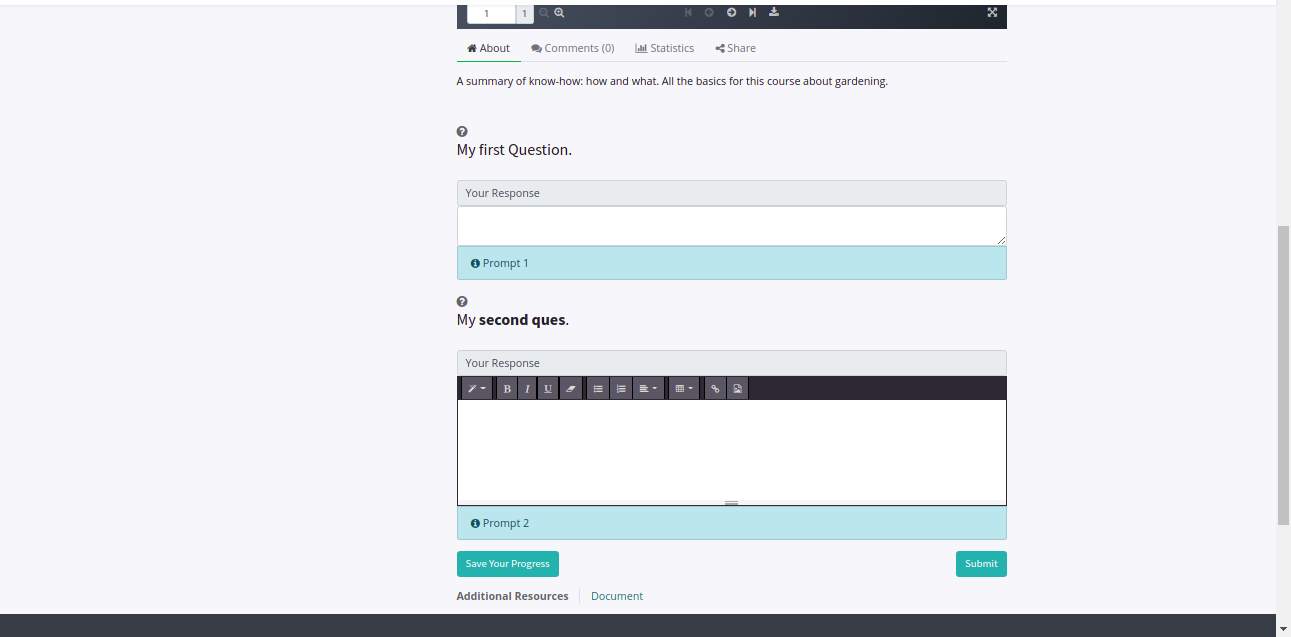 1 1
About Comments (0) Statistics Share
A summary of know-how: how and what. All the basics for this course about gardening.
My first Question.
Your Response
Prompt 1
My second ques.
Your Response
B I U
Prompt 2
Save Your Progress Submit
Additional Resources Document